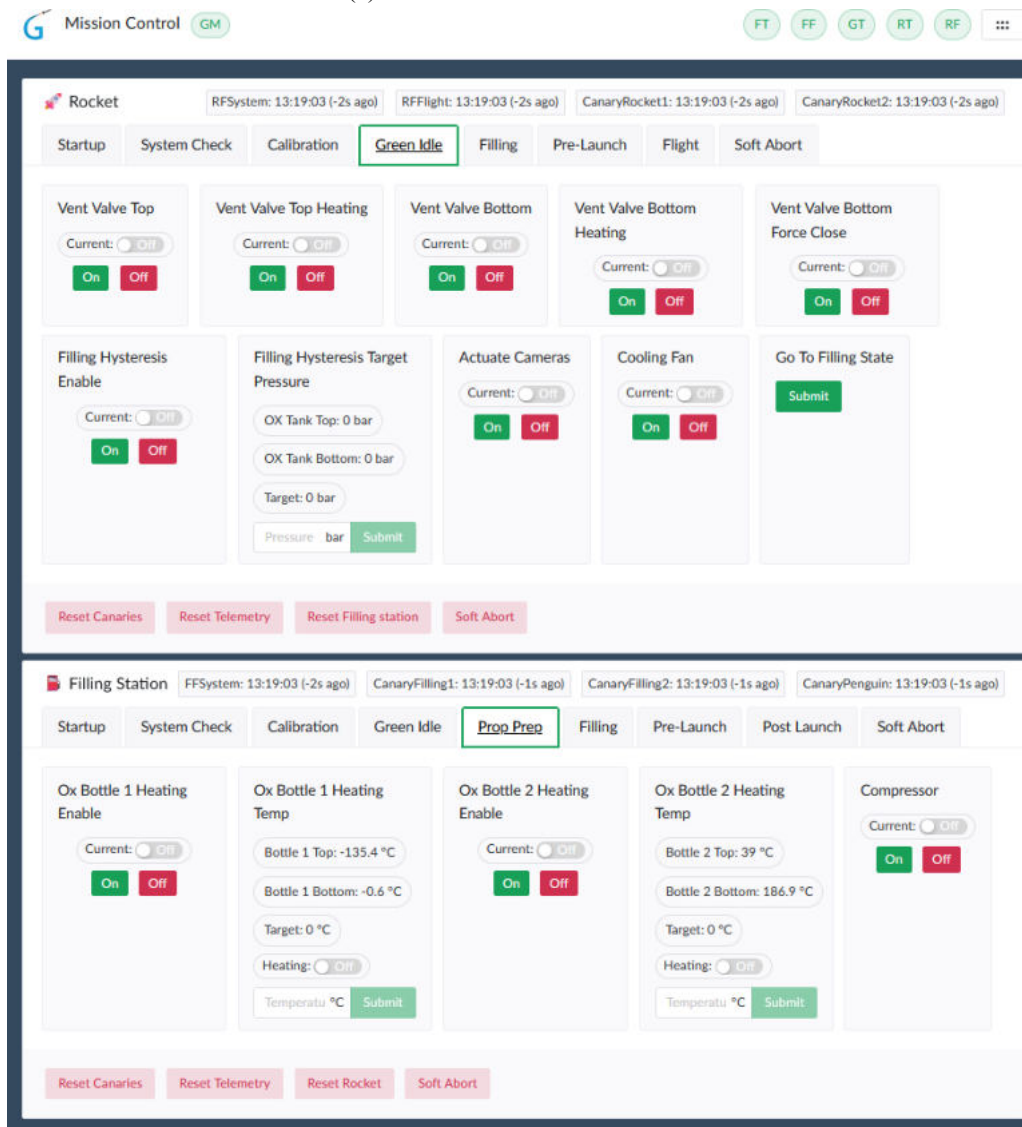 Mission Control GM FT FF GT RT RF
Rocket RFSystem: 13:19:03 (-2s ago) RFFlight: 13:19:03 (-2s ago) CanaryRocket1: 13:19:03 (-2s ago) CanaryRocket2: 13:19:03 (-2s ago)
Startup System Check Calibration Green Idle Filling Pre-Launch Flight Soft Abort
Vent Valve Top
Current: Off
On Off
Vent Valve Top Heating
Current: Off
On Off
Vent Valve Bottom
Current: Off
On Off
Vent Valve Bottom
Heating
Current: Off
On Off
Vent Valve Bottom
Force Close
Current: Off
On Off
Filling Hysteresis
Enable
Current: Off
On Off
Filling Hysteresis Target
Pressure
OX Tank Top: 0 bar
OX Tank Bottom: 0 bar
Target: 0 bar
Pressure bar Submit
Actuate Cameras
Current: Off
On Off
Cooling Fan
Current: Off
On Off
Go To Filling State
Submit
Reset Canaries Reset Telemetry Reset Filling station Soft Abort
Filling Station FFSystem: 13:19:03 (-2s ago) CanaryFilling1: 13:19:03 (-1s ago) CanaryFilling2: 13:19:03 (-1s ago) CanaryPenguin: 13:19:03 (-1s ago)
Startup System Check Calibration Green Idle Prop Prep Filling Pre-Launch Post Launch Soft Abort
Ox Bottle 1 Heating
Enable
Current: Off
On Off
Ox Bottle 1 Heating
Temp
Bottle 1 Top: -135.4 °C
Bottle 1 Bottom: -0.6 °C
Target: 0 °C
Heating: Off
Temperatu °C Submit
Ox Bottle 2 Heating
Enable
Current: Off
On Off
Ox Bottle 2 Heating
Temp
Bottle 2 Top: 39 °C
Bottle 2 Bottom: 186.9 °C
Target: 0 °C
Heating: Off
Temperatu °C Submit
Compressor
Current: Off
On Off
Reset Canaries Reset Telemetry Reset Rocket Soft Abort